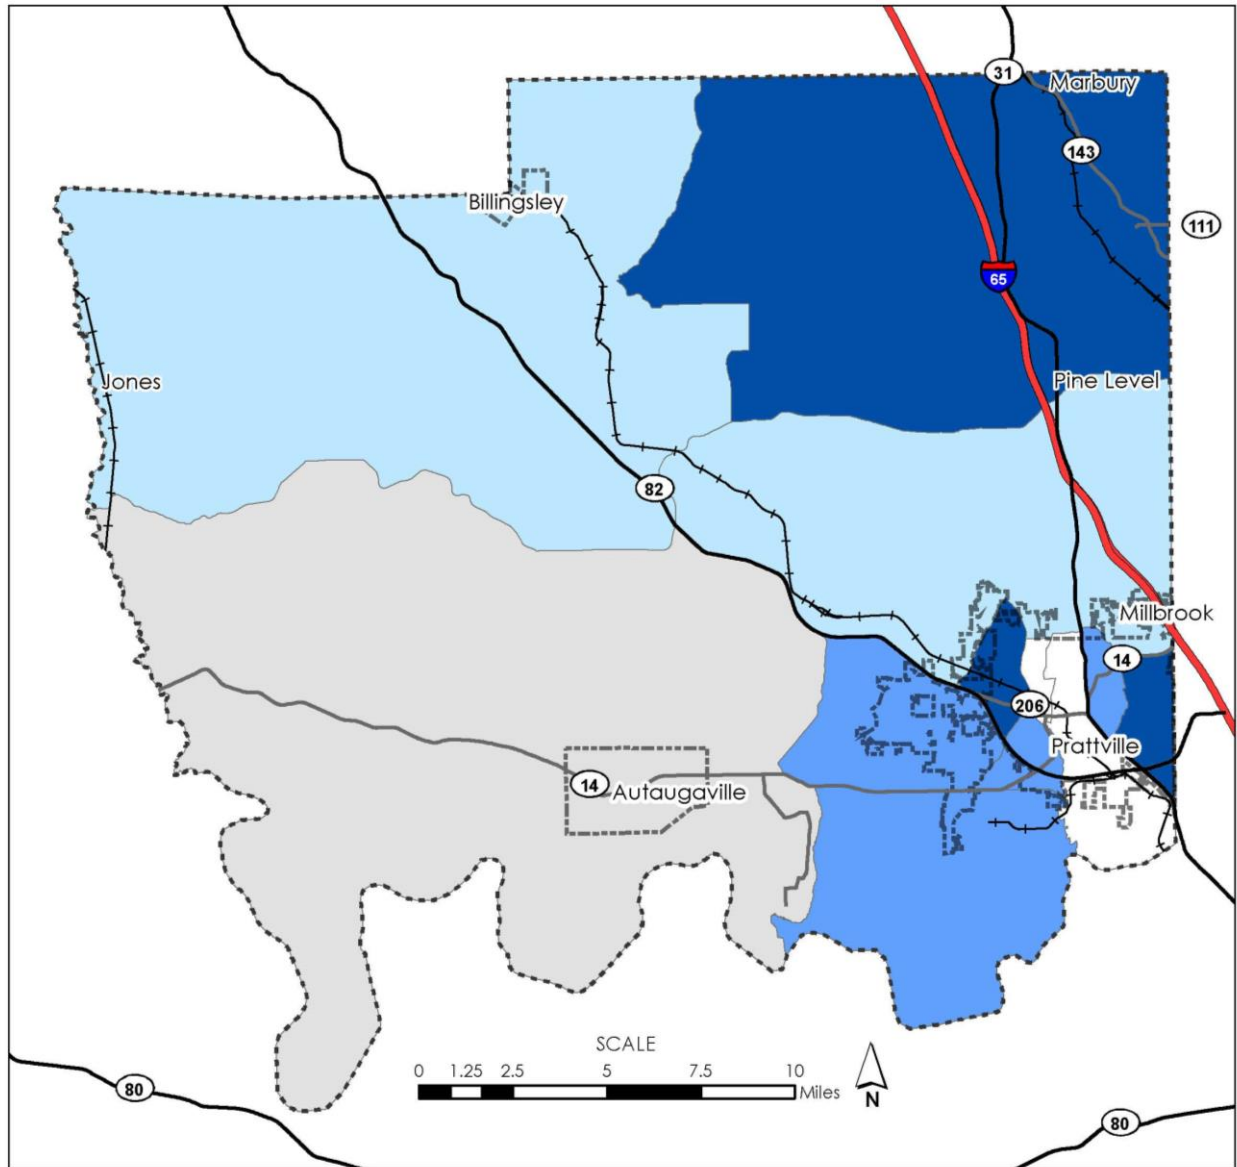 31
Marbury
143
111
Billingsley
65
Jones
Pine Level
82
Millbrook
14
206
Prattville
14
Autaugaville
SCALE
0 1.25 2.5 5 7.5 10
Miles
N
80
80